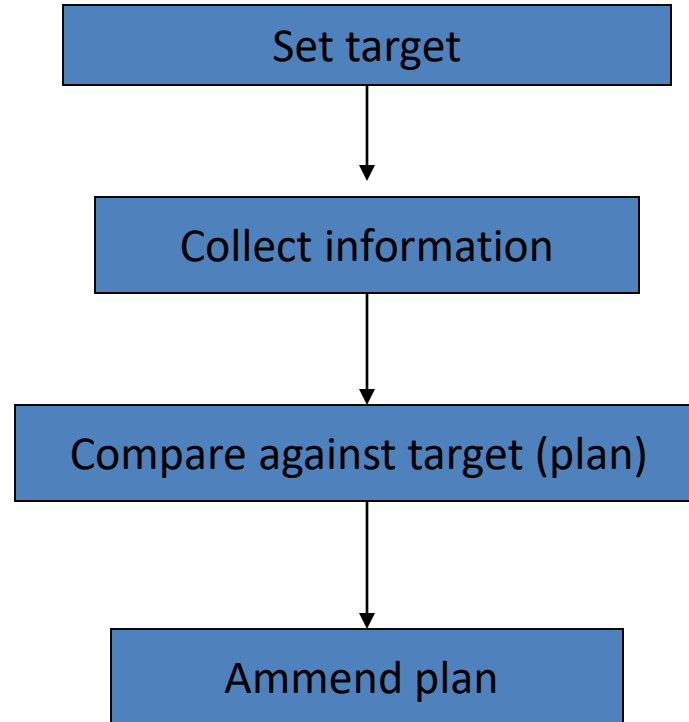 Set target
Collect information
Compare against target (plan)
Ammend plan